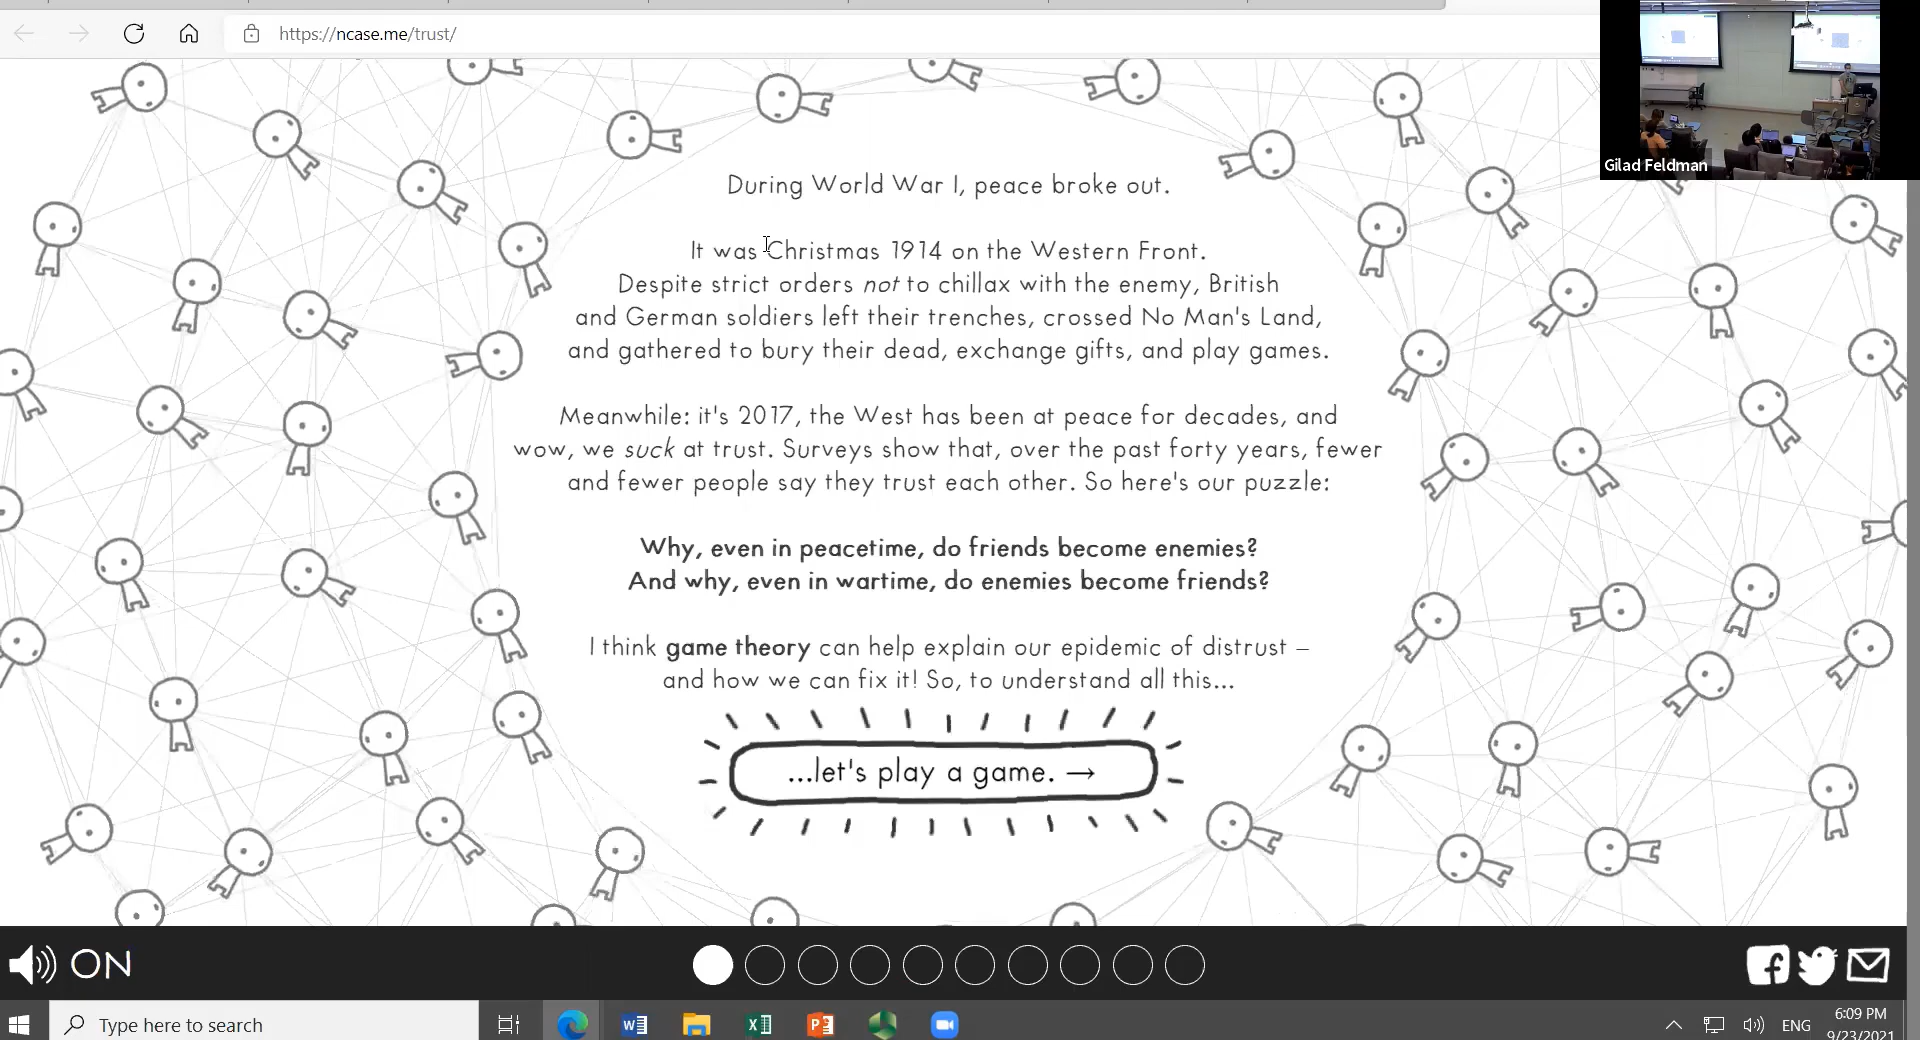 https://ncase.me/trust/
Gilad Feldman
During World War I, peace broke out.
It was Christmas 1914 on the Western Front.
Despite strict orders not to chillax with the enemy, British
and German soldiers left their trenches, crossed No Man's Land,
and gathered to bury their dead, exchange gifts, and play games.
Meanwhile: it's 2017, the West has been at peace for decades, and
wow, we suck at trust. Surveys show that, over the past forty years, fewer
and fewer people say they trust each other. So here's our puzzle:
Why, even in peacetime, do friends become enemies?
And why, even in wartime, do enemies become friends?
I think game theory can help explain our epidemic of distrust –
and how we can fix it! So, to understand all this...
...let's play a game. →
ON
Type here to search
ENG
6:09 PM
9/23/2021